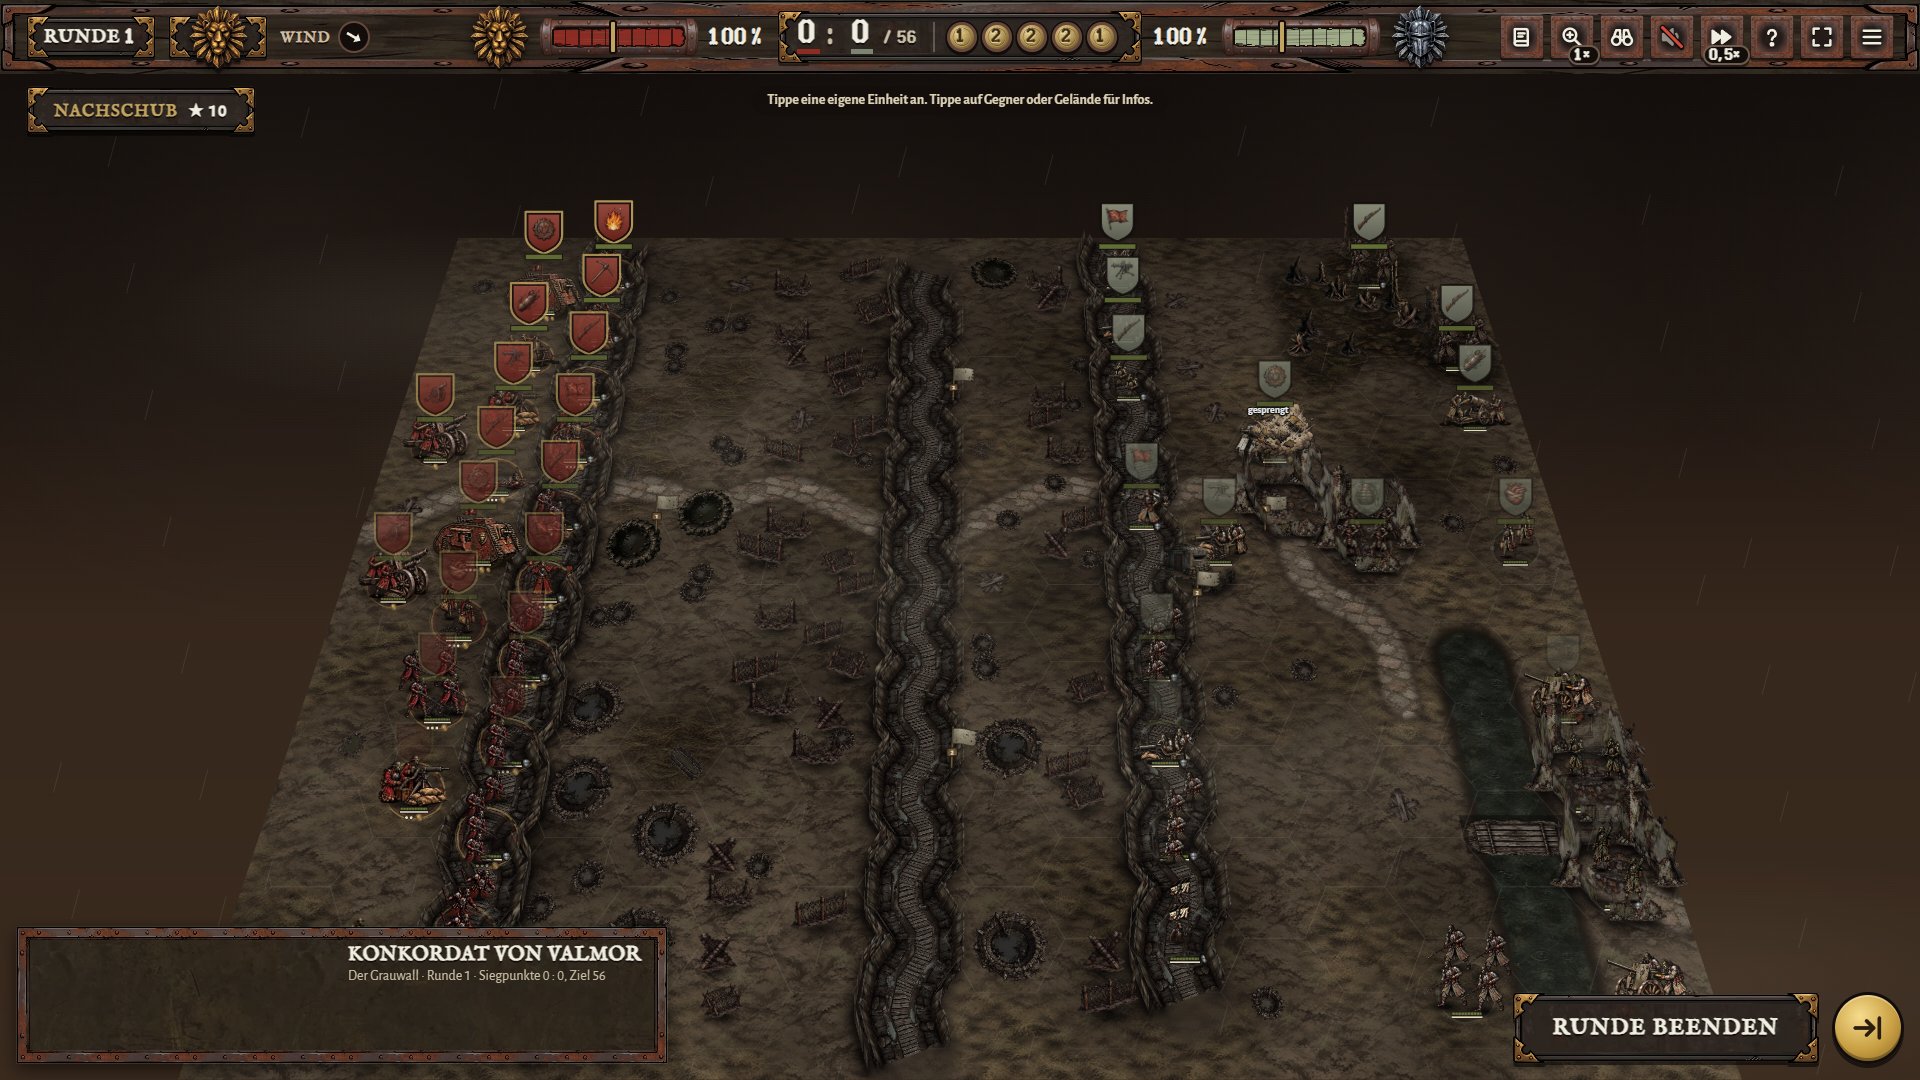 RUNDE 1
WIND
100 %
0 : 0 / 56
1 2 2 2 1
100 %
1×
0,5×
?
NACHSCHUB ★ 10
Tippe eine eigene Einheit an. Tippe auf Gegner oder Gelände für Infos.
gesprengt
KONKORDAT VON VALMOR
Der Grauwall · Runde 1 · Siegpunkte 0 : 0, Ziel 56
RUNDE BEENDEN